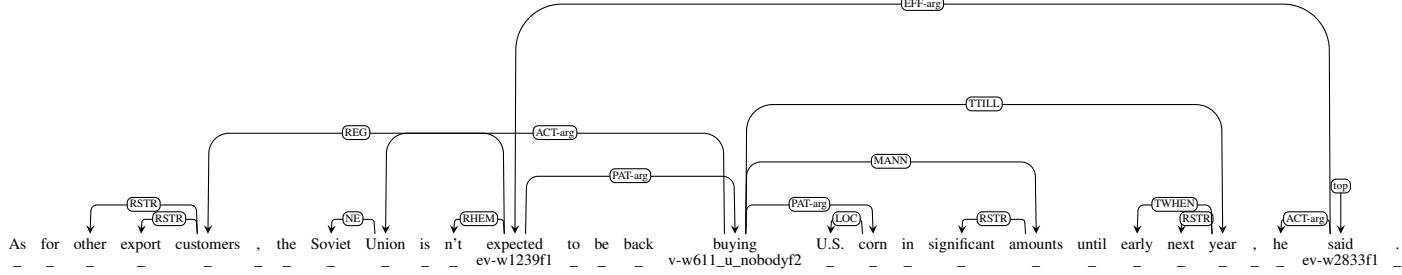 EFF-arg
TTILL
REG ACT-arg
MANN
PAT-arg
top
RSTR PAT-arg TWHEN
RSTR NE RHEM LOC RSTR RSTR ACT-arg
As for other export customers , the Soviet Union is n't expected to be back buying U.S. corn in significant amounts until early next year , he said .
_ _ _ _ _ _ _ _ _ _ _ ev-w1239f1 _ _ _ v-w611_u_nobodyf2 _ _ _ _ _ _ _ _ _ _ _ ev-w2833f1 _